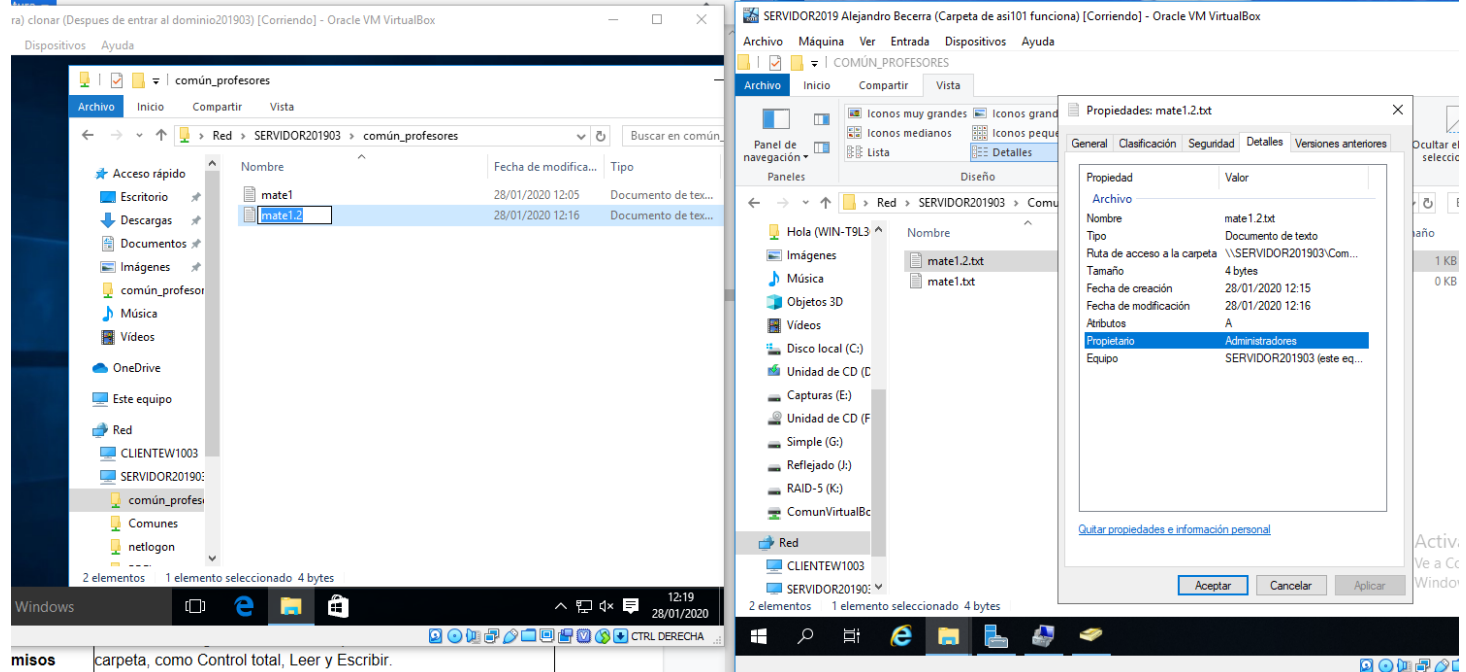 ra) clonar (Despues de entrar al dominio201903) [Corriendo] - Oracle VM VirtualBox
Dispositivos Ayuda
común_profesores
Archivo Inicio Compartir Vista
Red > SERVIDOR201903 > común_profesores
Buscar en común_
Nombre Fecha de modifica... Tipo
mate1 28/01/2020 12:05 Documento de tex...
mate1.2 28/01/2020 12:16 Documento de tex...
Acceso rápido
Escritorio
Descargas
Documentos
Imágenes
común_profesor
Música
Vídeos
OneDrive
Este equipo
Red
CLIENTEW1003
SERVIDOR201903
común_profes
Comunes
netlogon
2 elementos 1 elemento seleccionado 4 bytes
Windows
12:19
28/01/2020
CTRL DERECHA
misos
carpeta, como Control total, Leer y Escribir.
SERVIDOR2019 Alejandro Becerra (Carpeta de asi101 funciona) [Corriendo] - Oracle VM VirtualBox
Archivo Máquina Ver Entrada Dispositivos Ayuda
COMÚN_PROFESORES
Archivo Inicio Compartir Vista
Panel de
navegación
Iconos muy grandes Iconos grand
Iconos medianos Iconos peque
Lista Detalles
Paneles Diseño
Ocultar el
selecci
Red > SERVIDOR201903 > Comu
Hola (WIN-T9L3
Imágenes
Música
Objetos 3D
Vídeos
Disco local (C:)
Unidad de CD (D
Capturas (E:)
Unidad de CD (F
Simple (G:)
Reflejado (J:)
RAID-5 (K:)
ComunVirtualBo
Red
CLIENTEW1003
SERVIDOR201903
Nombre
mate1.2.txt
mate1.txt
año
1 KB
0 KB
2 elementos 1 elemento seleccionado 4 bytes
Propiedades: mate1.2.txt
General Clasificación Seguridad Detalles Versiones anteriores
Propiedad Valor
Archivo
Nombre mate1.2.txt
Tipo Documento de texto
Ruta de acceso a la carpeta \\SERVIDOR201903\Com...
Tamaño 4 bytes
Fecha de creación 28/01/2020 12:15
Fecha de modificación 28/01/2020 12:16
Atributos A
Propietario Administradores
Equipo SERVIDOR201903 (este eq...
Quitar propiedades e información personal
Aceptar Cancelar Aplicar
Activa
Ve a Co
Windov